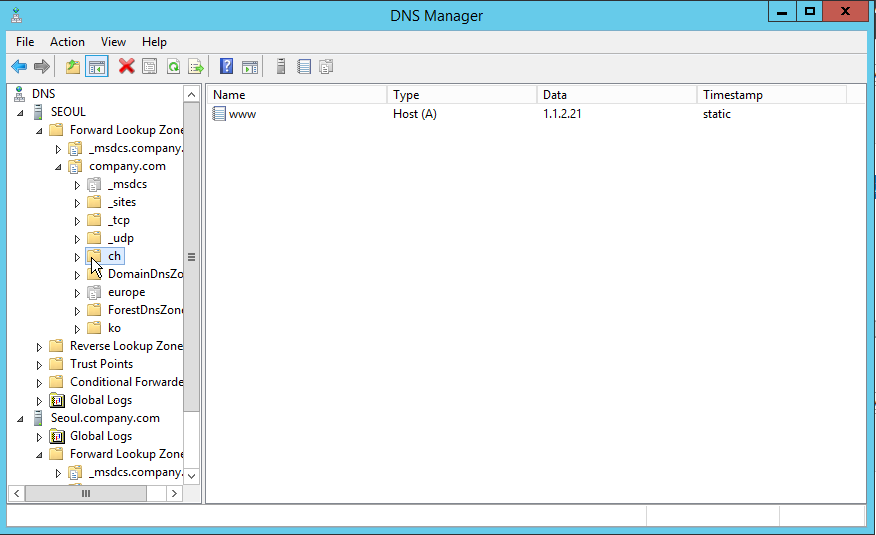 DNS Manager
File Action View Help
DNS
SEOUL
Forward Lookup Zone
_msdcs.company.
company.com
_msdcs
_sites
_tcp
_udp
ch
DomainDnsZo
europe
ForestDnsZon
ko
Reverse Lookup Zone
Trust Points
Conditional Forwarde
Global Logs
Seoul.company.com
Global Logs
Forward Lookup Zone
_msdcs.company.
Name Type Data Timestamp
www Host (A) 1.1.2.21 static